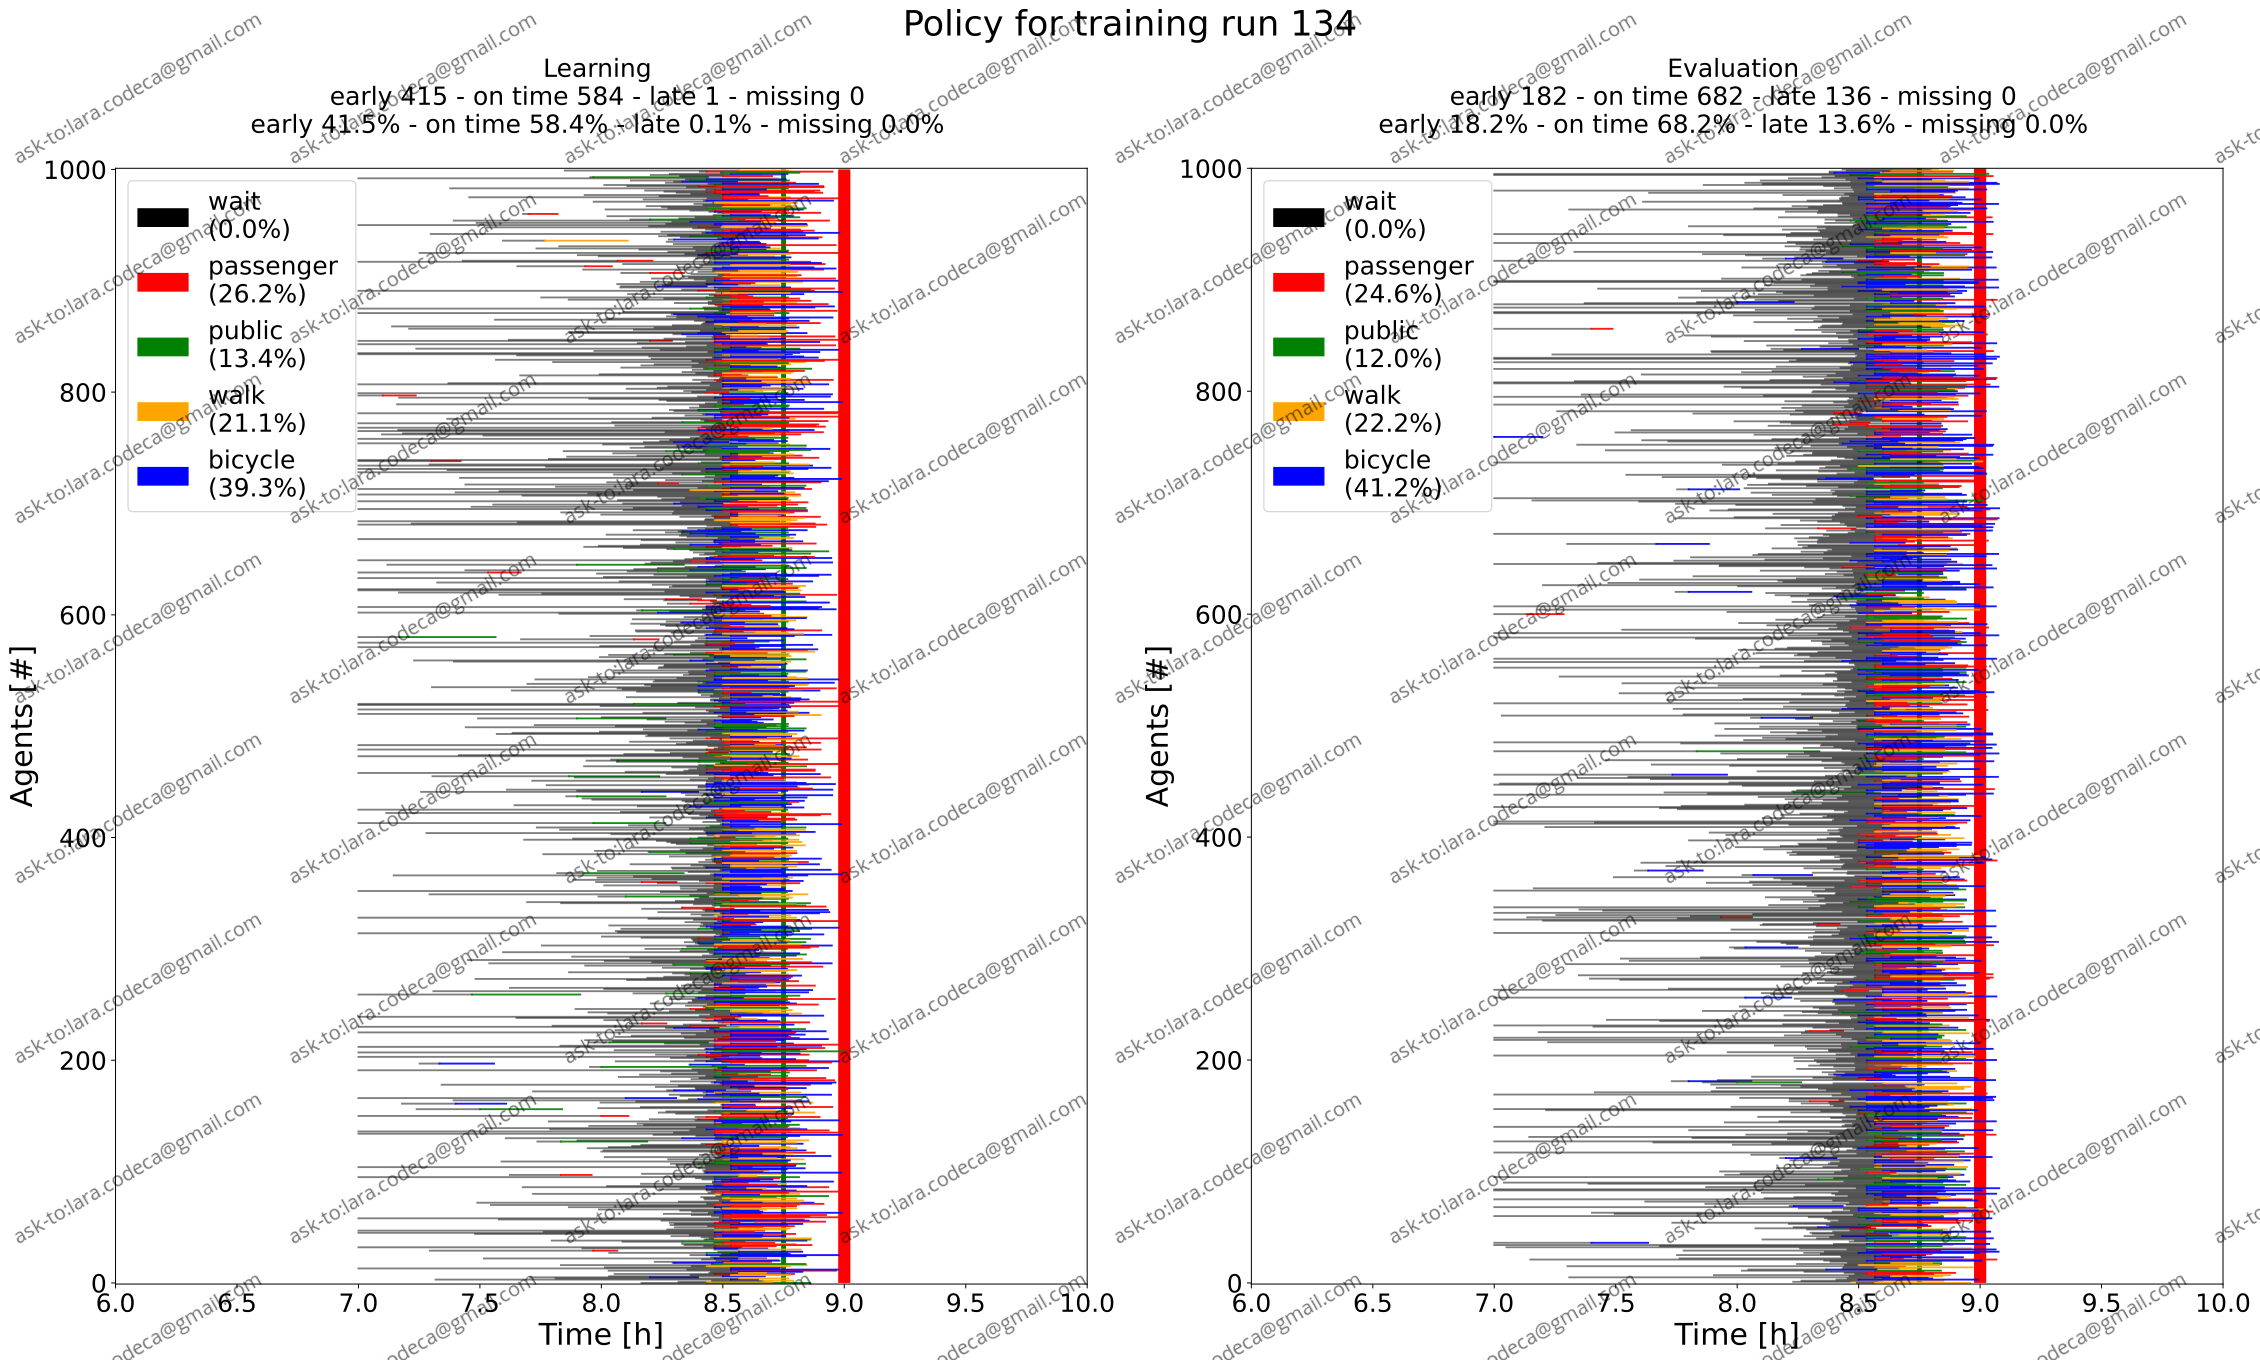 Policy for training run 134
Learning
early 415 - on time 584 - late 1 - missing 0
early 41.5% - on time 58.4% - late 0.1% - missing 0.0%
1000
800
600
400
200
0
Agents [#]
wait
(0.0%)
passenger
(26.2%)
public
(13.4%)
walk
(21.1%)
bicycle
(39.3%)
6.0 6.5 7.0 7.5 8.0 8.5 9.0 9.5 10.0
Time [h]
Evaluation
early 182 - on time 682 - late 136 - missing 0
early 18.2% - on time 68.2% - late 13.6% - missing 0.0%
1000
800
600
400
200
0
Agents [#]
wait
(0.0%)
passenger
(24.6%)
public
(12.0%)
walk
(22.2%)
bicycle
(41.2%)
6.0 6.5 7.0 7.5 8.0 8.5 9.0 9.5 10.0
Time [h]
ask-to:lara.codeca@gmail.com